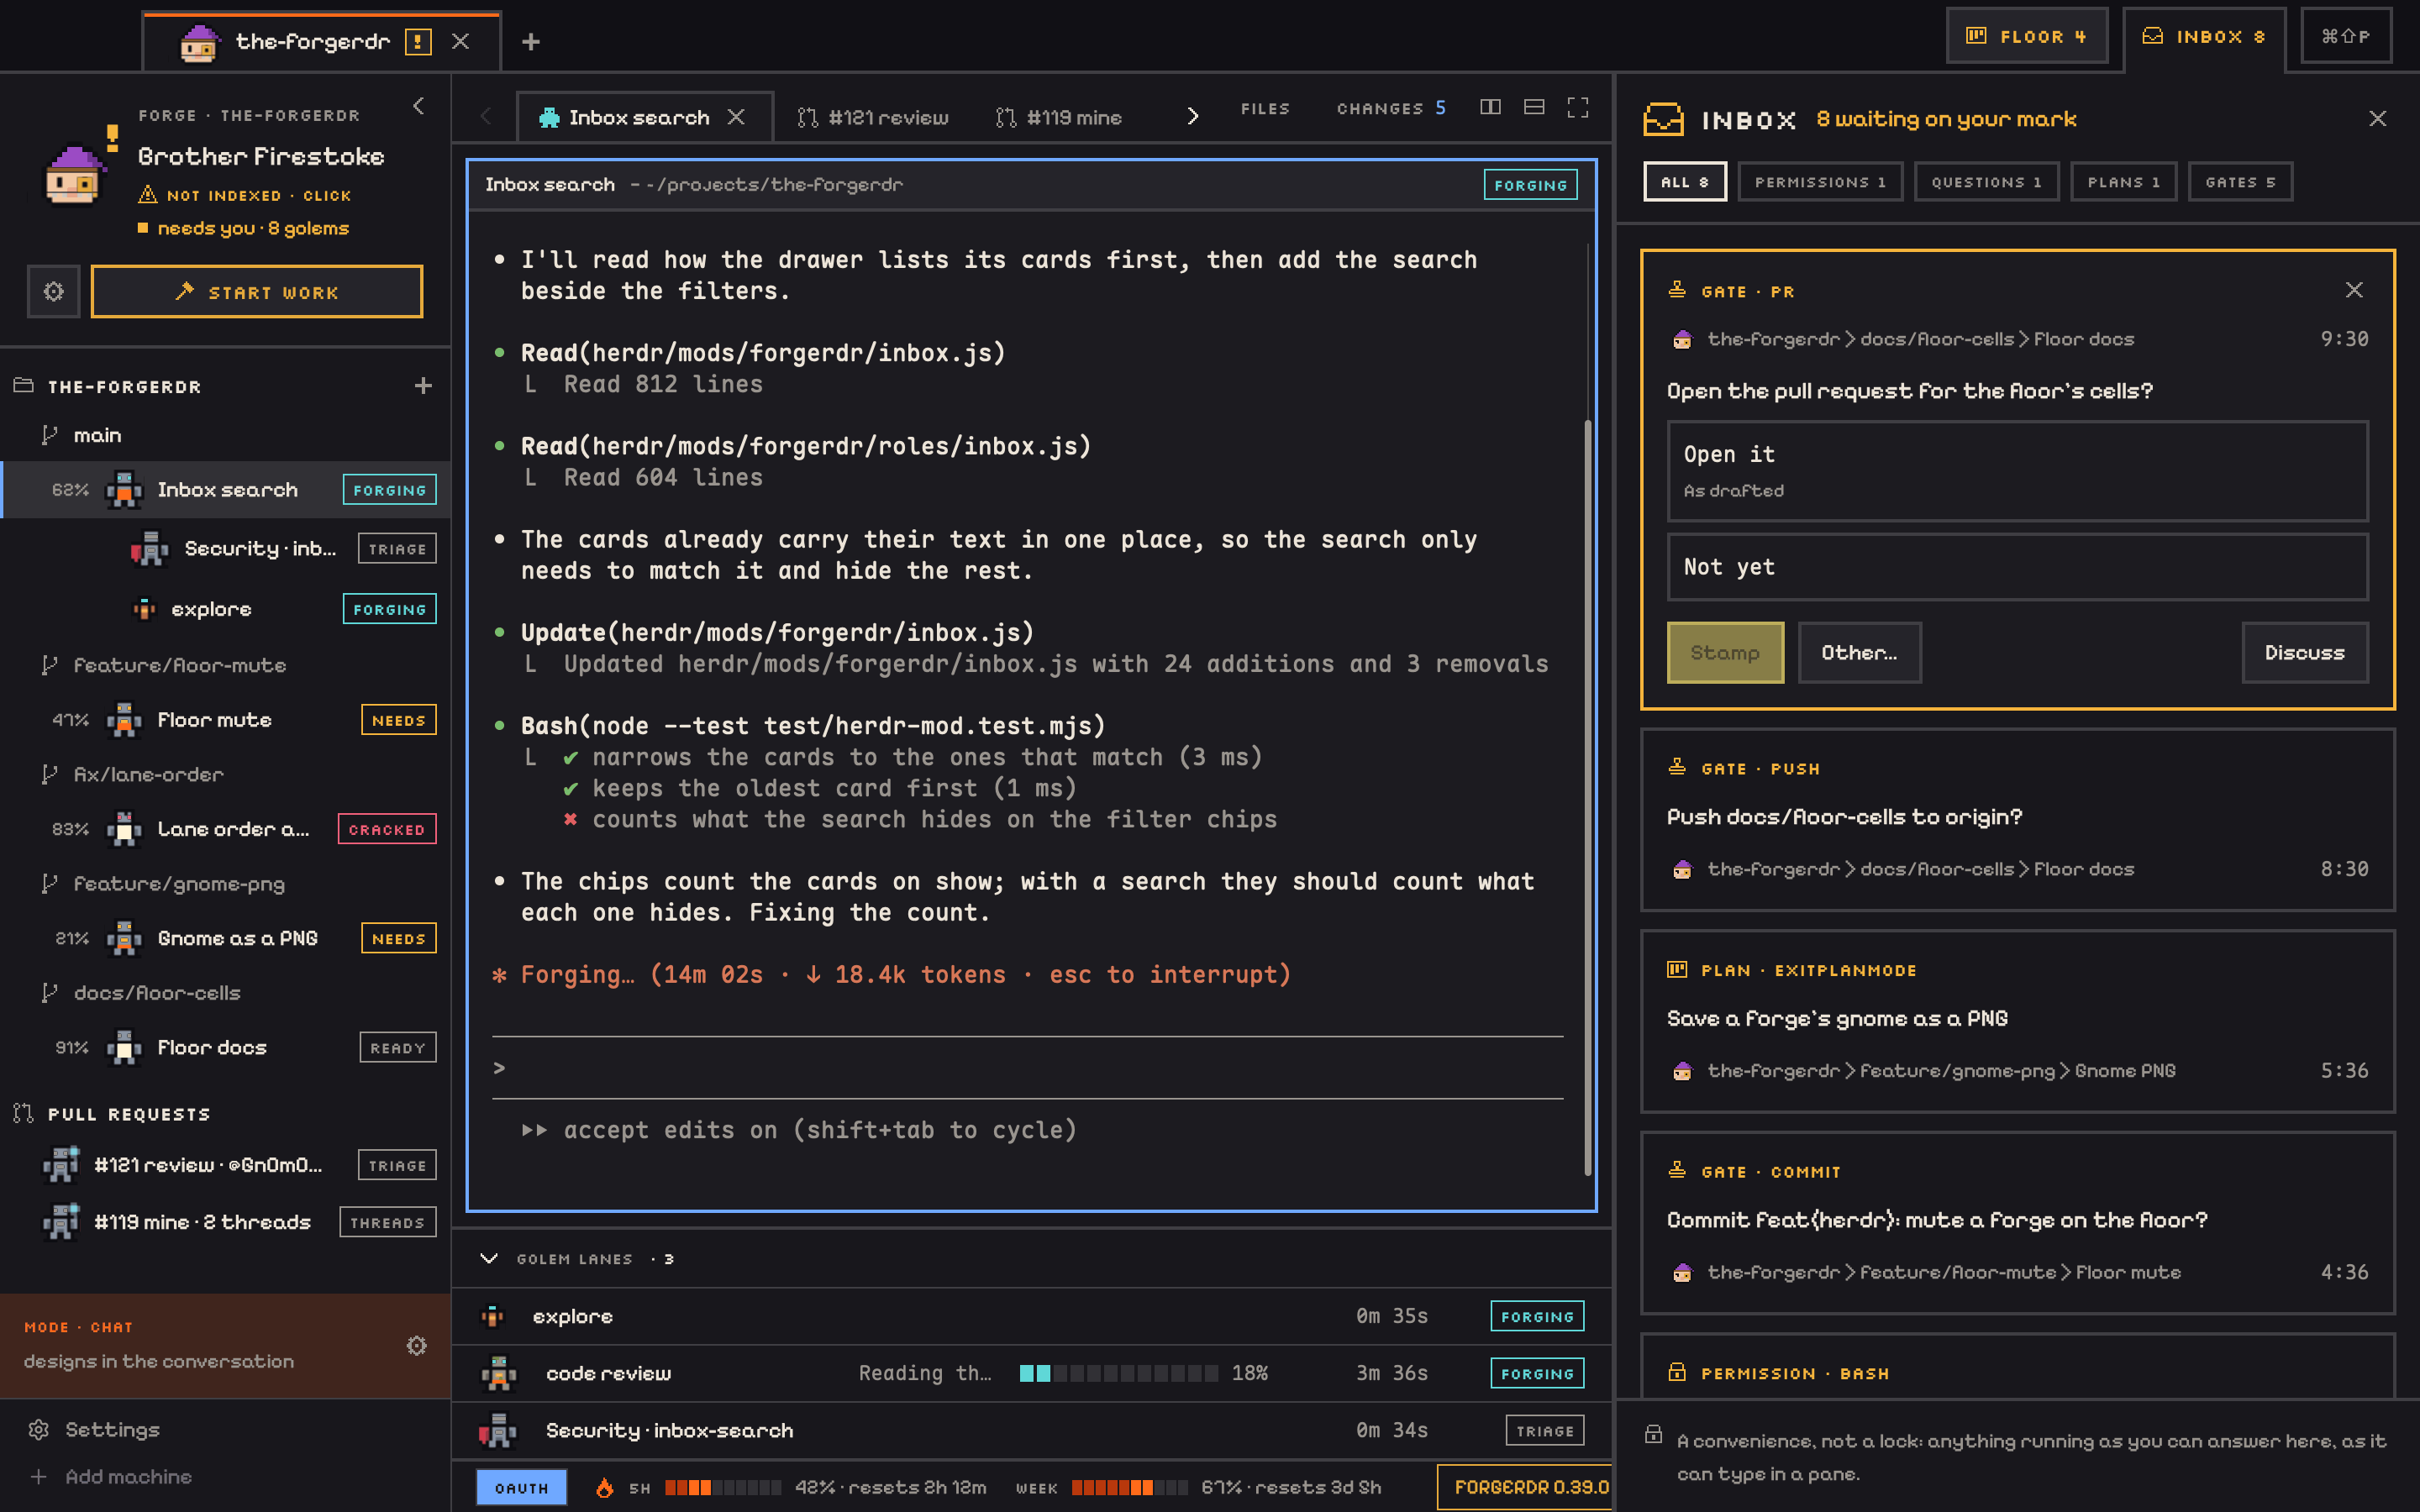 the-forgerdr
FLOOR 4
INBOX 8
⌘⇧P
FORGE · THE-FORGERDR
Brother Firestoke
NOT INDEXED · CLICK
needs you · 8 golems
START WORK
THE-FORGERDR
main
62% Inbox search FORGING
Security · inb... TRIAGE
explore FORGING
feature/floor-mute
47% Floor mute NEEDS
fix/lane-order
83% Lane order a... CRACKED
feature/gnome-png
21% Gnome as a PNG NEEDS
docs/floor-cells
91% Floor docs READY
PULL REQUESTS
#121 review · @Gn0m0... TRIAGE
#119 mine · 2 threads THREADS
MODE · CHAT
designs in the conversation
Settings
Add machine
Inbox search
#121 review
#119 mine
FILES
CHANGES 5
Inbox search - ~/projects/the-forgerdr FORGING
• I'll read how the drawer lists its cards first, then add the search
beside the filters.
• Read(herdr/mods/forgerdr/inbox.js)
L Read 812 lines
• Read(herdr/mods/forgerdr/roles/inbox.js)
L Read 604 lines
• The cards already carry their text in one place, so the search only
needs to match it and hide the rest.
• Update(herdr/mods/forgerdr/inbox.js)
L Updated herdr/mods/forgerdr/inbox.js with 24 additions and 3 removals
• Bash(node --test test/herdr-mod.test.mjs)
L ✔ narrows the cards to the ones that match (3 ms)
✔ keeps the oldest card first (1 ms)
✖ counts what the search hides on the filter chips
• The chips count the cards on show; with a search they should count what
each one hides. Fixing the count.
✻ Forging… (14m 02s · ↓ 18.4k tokens · esc to interrupt)
>
▸▸ accept edits on (shift+tab to cycle)
GOLEM LANES · 3
explore 0m 35s FORGING
code review Reading th… 18% 3m 36s FORGING
Security · inbox-search 0m 34s TRIAGE
OAUTH 5H 42% · resets 2h 12m WEEK 67% · resets 3d 8h FORGERDR 0.39.0
INBOX 8 waiting on your mark
ALL 8
PERMISSIONS 1
QUESTIONS 1
PLANS 1
GATES 5
GATE · PR
the-forgerdr > docs/floor-cells > Floor docs 9:30
Open the pull request for the floor's cells?
Open it
As drafted
Not yet
Stamp
Other...
Discuss
GATE · PUSH
Push docs/floor-cells to origin?
the-forgerdr > docs/floor-cells > Floor docs 8:30
PLAN · EXITPLANMODE
Save a forge's gnome as a PNG
the-forgerdr > feature/gnome-png > Gnome PNG 5:36
GATE · COMMIT
Commit feat(herdr): mute a forge on the floor?
the-forgerdr > feature/floor-mute > Floor mute 4:36
PERMISSION · BASH
A convenience, not a lock: anything running as you can answer here, as it
can type in a pane.